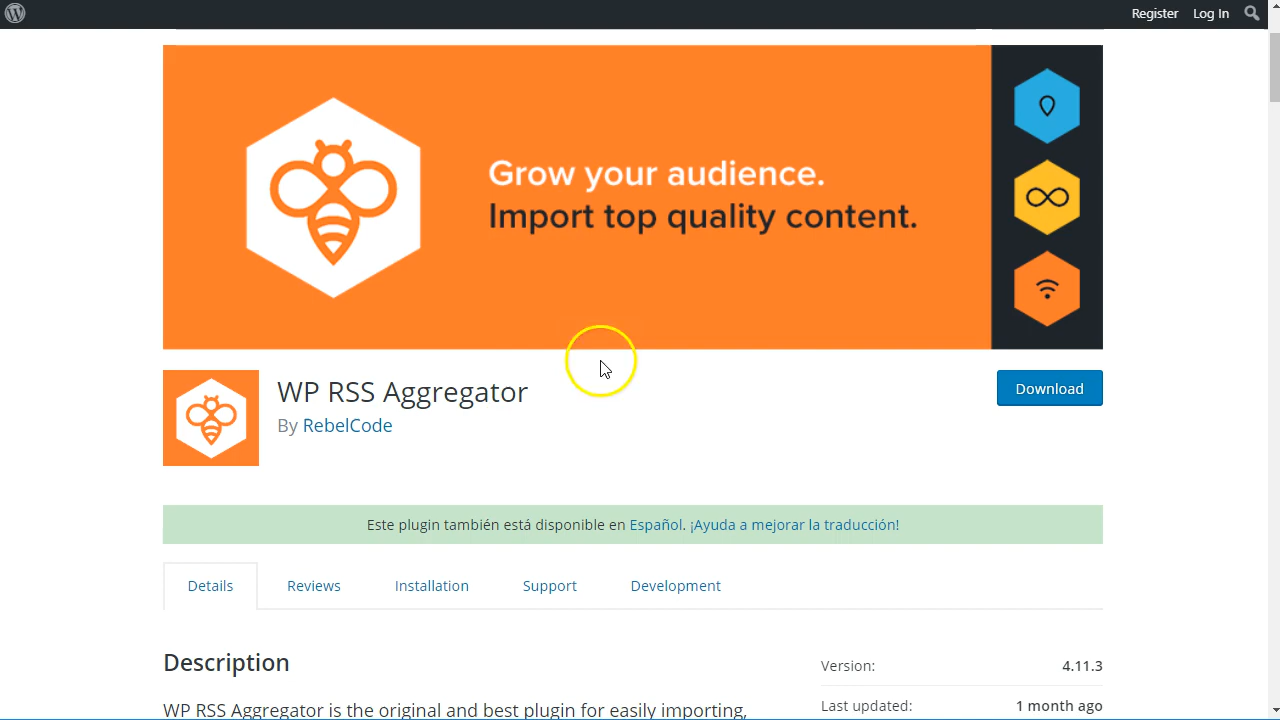 Register Log In
Grow your audience.
Import top quality content.
WP RSS Aggregator
Download
By RebelCode
Este plugin también está disponible en Español. ¡Ayuda a mejorar la traducción!
Details Reviews Installation Support Development
Description
Version: 4.11.3
WP RSS Aggregator is the original and best plugin for easily importing,
Last updated: 1 month ago